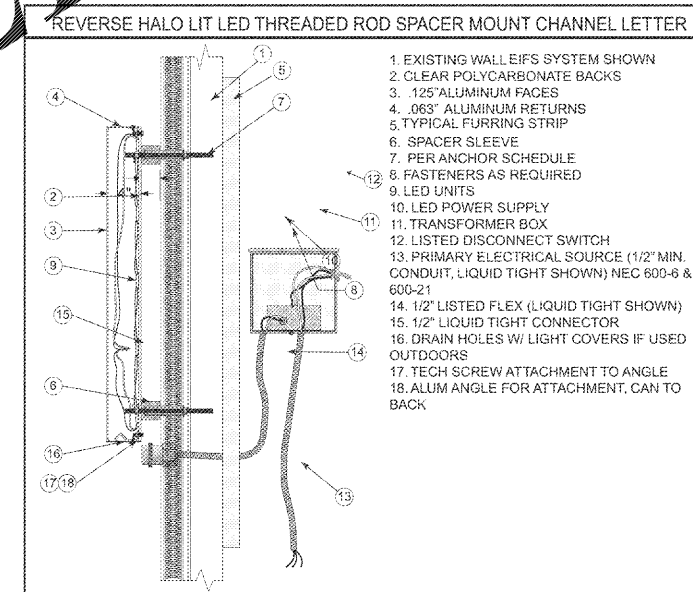 REVERSE HALO LIT LED THREADED ROD SPACER MOUNT CHANNEL LETTER
1. EXISTING WALL EIFS SYSTEM SHOWN
2. CLEAR POLYCARBONATE BACKS
3. .125"ALUMINUM FACES
4. .063" ALUMINUM RETURNS
5. TYPICAL FURRING STRIP
6. SPACER SLEEVE
7. PER ANCHOR SCHEDULE
8. FASTENERS AS REQUIRED
9. LED UNITS
10. LED POWER SUPPLY
11. TRANSFORMER BOX
12. LISTED DISCONNECT SWITCH
13. PRIMARY ELECTRICAL SOURCE (1/2" MIN.
CONDUIT, LIQUID TIGHT SHOWN) NEC 600-6 &
600-21
14. 1/2" LISTED FLEX (LIQUID TIGHT SHOWN)
15. 1/2" LIQUID TIGHT CONNECTOR
16. DRAIN HOLES W/ LIGHT COVERS IF USED
OUTDOORS
17. TECH SCREW ATTACHMENT TO ANGLE
18. ALUM ANGLE FOR ATTACHMENT, CAN TO
BACK
1
5
4
7
12
2
3
11
10
9
8
15
14
6
16
17 18
13